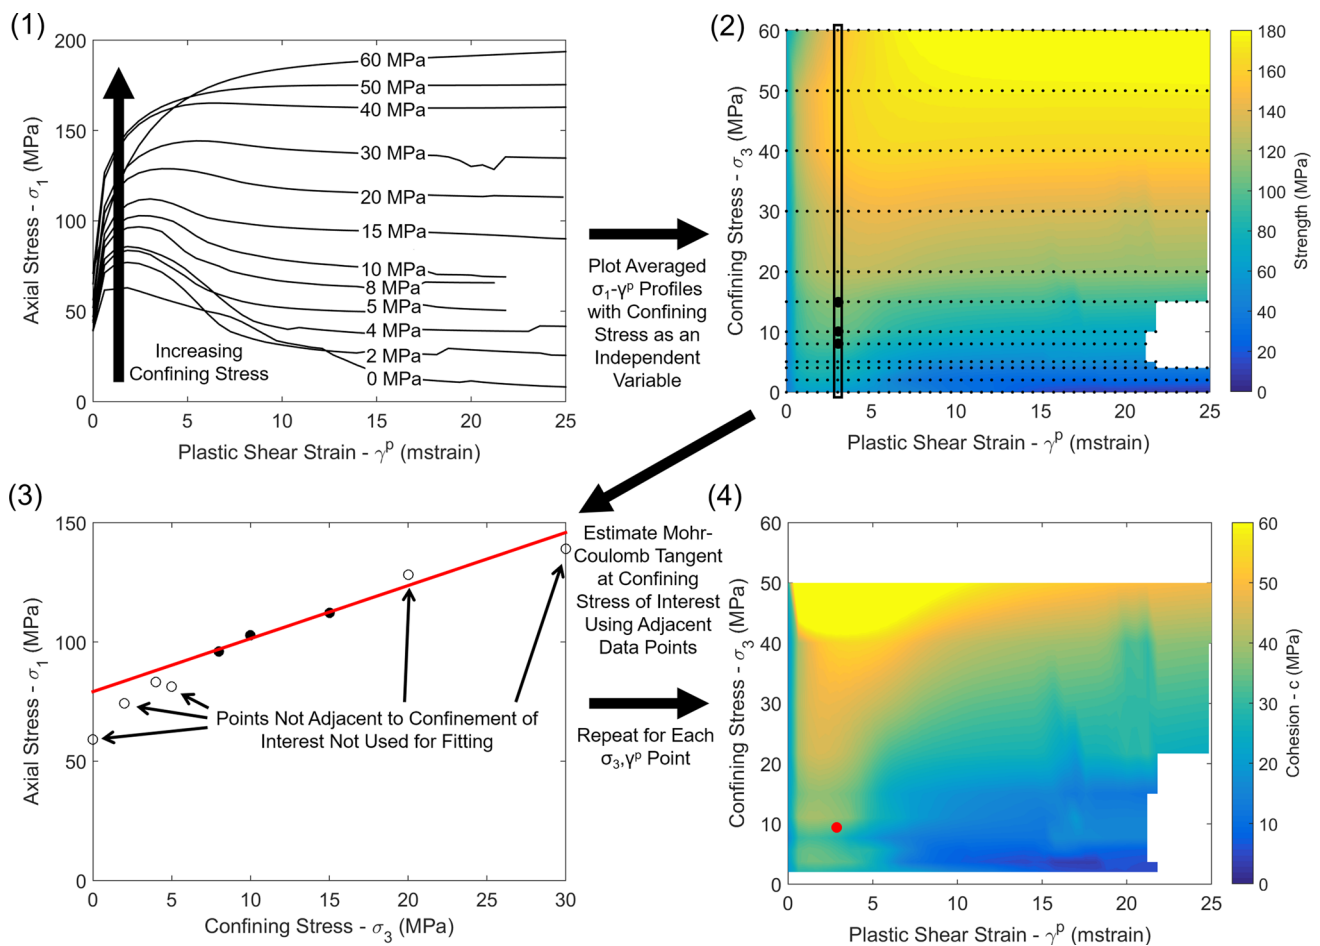 (1)
200
150
100
50
0
Axial Stress - σ1 (MPa)
60 MPa
50 MPa
40 MPa
30 MPa
20 MPa
15 MPa
10 MPa
8 MPa
5 MPa
4 MPa
2 MPa
0 MPa
Increasing
Confining Stress
0 5 10 15 20 25
Plastic Shear Strain - γp (mstrain)
Plot Averaged
σ1-γp Profiles
with Confining
Stress as an
Independent
Variable
(2)
60
50
40
30
20
10
0
Confining Stress - σ3 (MPa)
0 5 10 15 20 25
Plastic Shear Strain - γp (mstrain)
180
160
140
120
100
80
60
40
20
0
Strength (MPa)
(3)
150
100
50
0
Axial Stress - σ1 (MPa)
Points Not Adjacent to Confinement of
Interest Not Used for Fitting
0 5 10 15 20 25 30
Confining Stress - σ3 (MPa)
Estimate Mohr-
Coulomb Tangent
at Confining
Stress of Interest
Using Adjacent
Data Points
Repeat for Each
σ3,γp Point
(4)
60
50
40
30
20
10
0
Confining Stress - σ3 (MPa)
0 5 10 15 20 25
Plastic Shear Strain - γp (mstrain)
60
50
40
30
20
10
0
Cohesion - c (MPa)